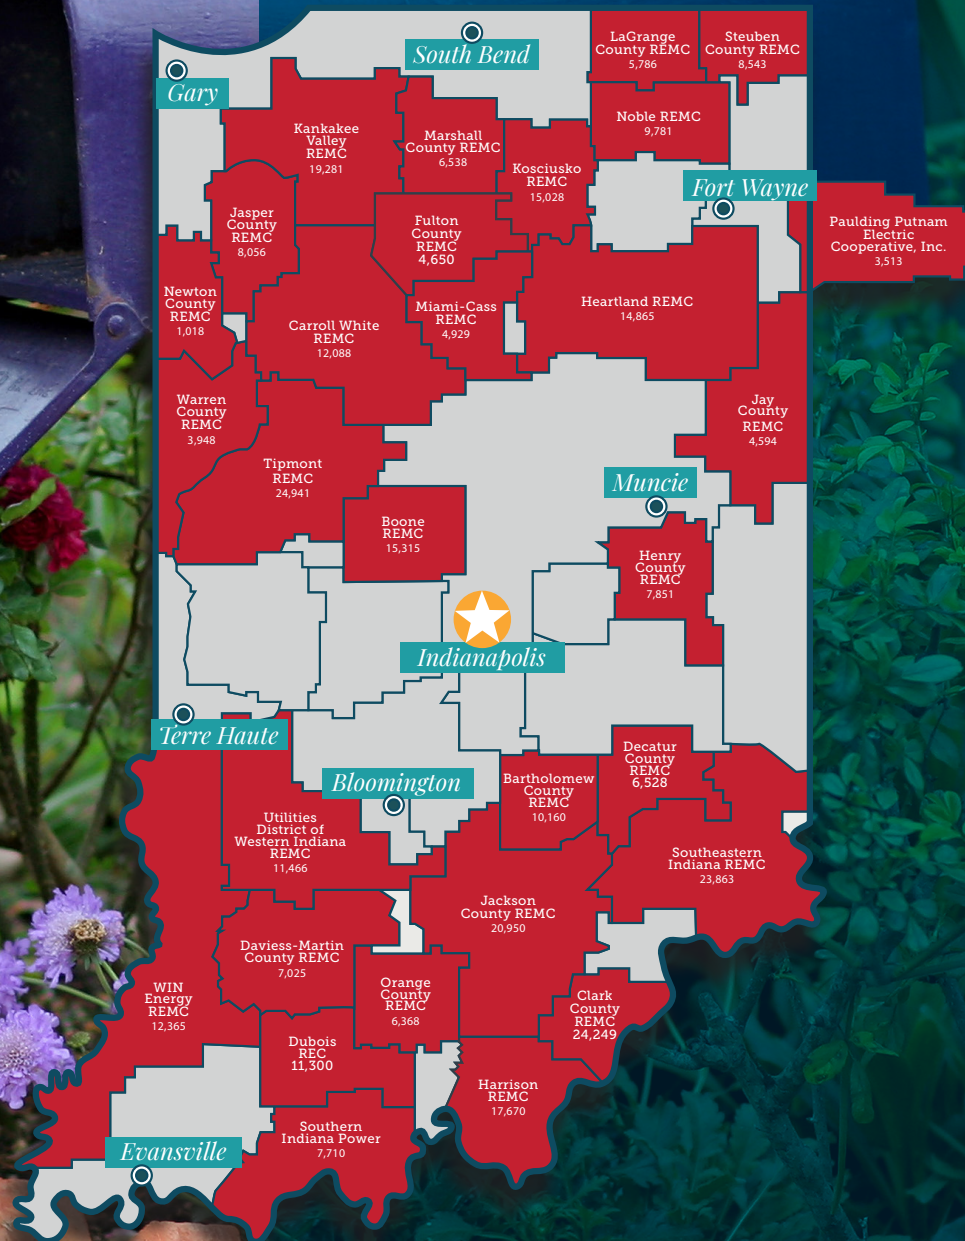 LaGrange
County REMC
5,786
Steuben
County REMC
8,543
South Bend
Gary
Noble REMC
9,781
Kankakee
Valley
REMC
19,281
Marshall
County REMC
6,538
Kosciusko
REMC
15,028
Fort Wayne
Jasper
County
REMC
8,056
Fulton
County
REMC
4,650
Paulding Putnam
Electric
Cooperative, Inc.
3,513
Newton
County
REMC
1,018
Carroll White
REMC
12,088
Miami-Cass
REMC
4,929
Heartland REMC
14,865
Warren
County
REMC
3,948
Jay
County
REMC
4,594
Tipmont
REMC
24,941
Muncie
Boone
REMC
15,315
Henry
County
REMC
7,851
Indianapolis
Terre Haute
Bloomington
Bartholomew
County
REMC
10,160
Decatur
County
REMC
6,528
Utilities
District of
Western Indiana
REMC
11,466
Southeastern
Indiana REMC
23,863
Jackson
County REMC
20,950
Daviess-Martin
County REMC
7,025
WIN
Energy
REMC
12,365
Orange
County
REMC
6,368
Clark
County
REMC
24,249
Dubois
REC
11,300
Harrison
REMC
17,670
Southern
Indiana Power
7,710
Evansville